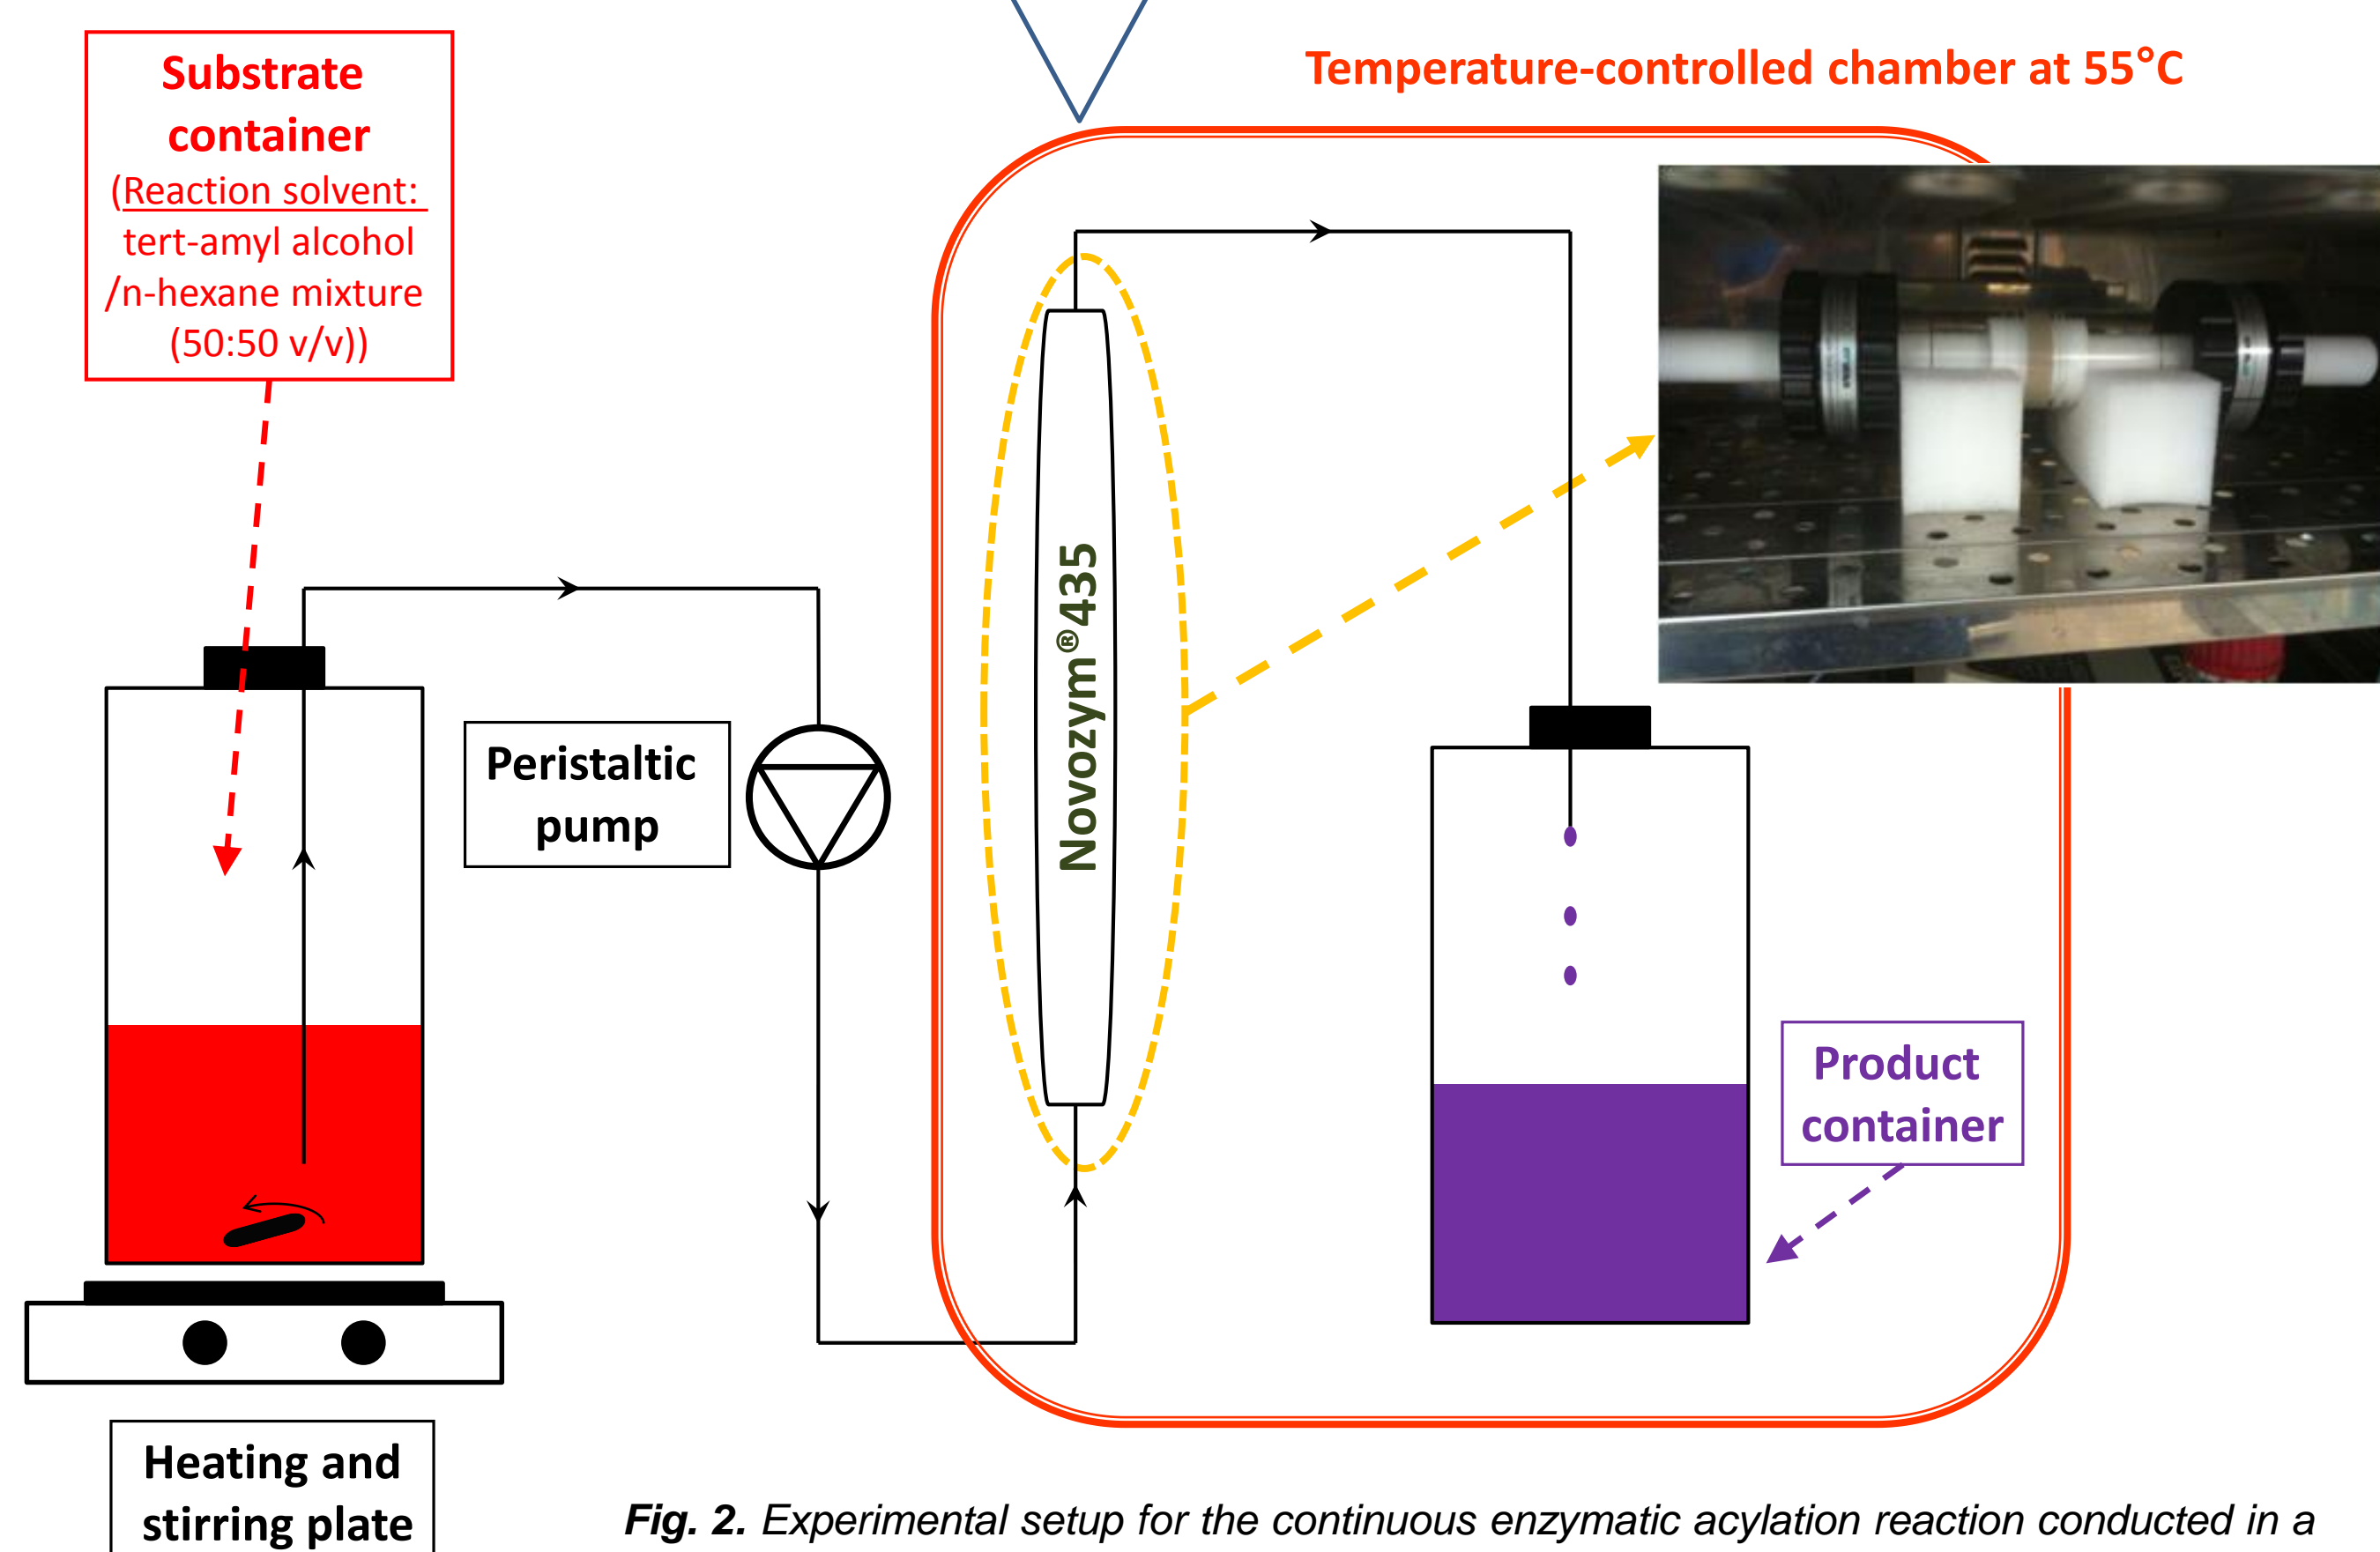 Substrate
container
(Reaction solvent:
tert-amyl alcohol
/n-hexane mixture
(50:50 v/v))
Temperature-controlled chamber at 55°C
Peristaltic
pump
Novozym®435
Product
container
Heating and
stirring plate
Fig. 2. Experimental setup for the continuous enzymatic acylation reaction conducted in a